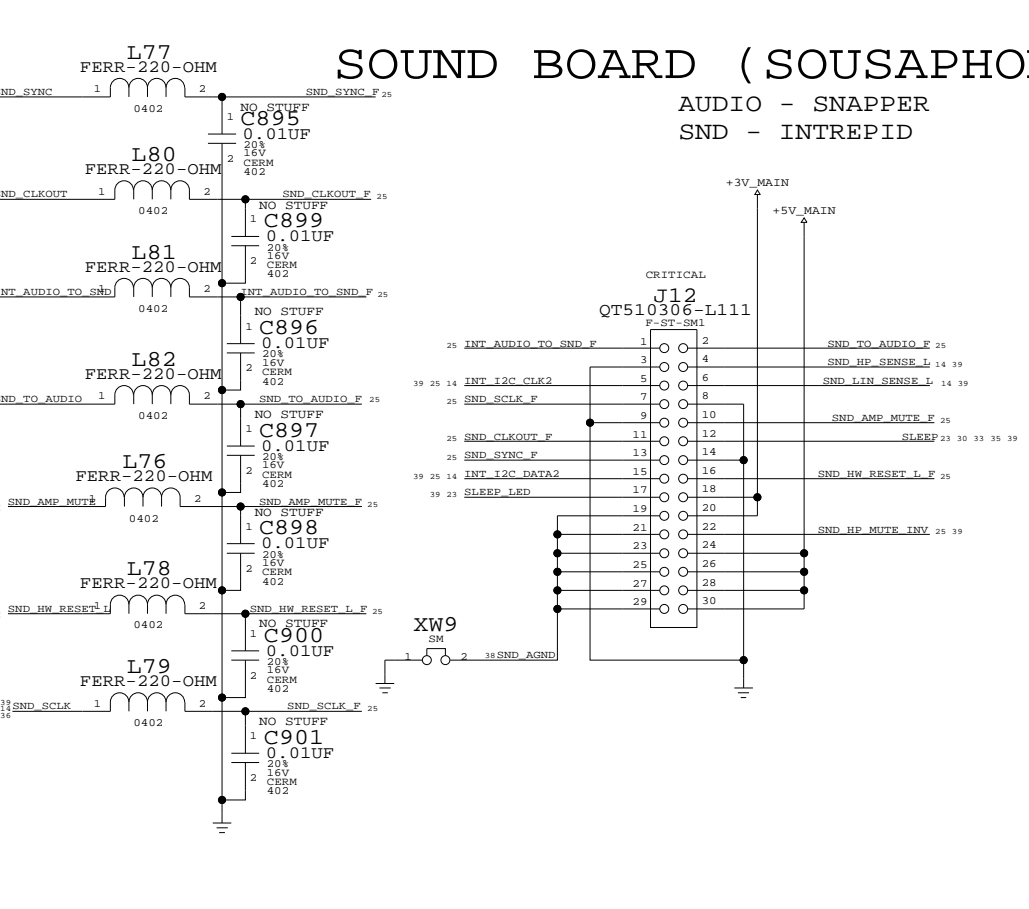 SOUND BOARD (SOUSAPHO
AUDIO - SNAPPER
SND - INTREPID
L77
FERR-220-OHM
ND_SYNC
1
2
0402
SND_SYNC_F 25
NO STUFF
1
C895
0.01UF
20%
16V
2
CERM
402
L80
FERR-220-OHM
ND_CLKOUT
1
2
0402
SND_CLKOUT_F 25
NO STUFF
1
C899
0.01UF
20%
16V
2
CERM
402
L81
FERR-220-OHM
NT_AUDIO_TO_SND
1
2
0402
INT_AUDIO_TO_SND_F 25
NO STUFF
1
C896
0.01UF
20%
16V
2
CERM
402
L82
FERR-220-OHM
ND_TO_AUDIO
1
2
0402
SND_TO_AUDIO_F 25
NO STUFF
1
C897
0.01UF
20%
16V
2
CERM
402
L76
FERR-220-OHM
SND_AMP_MUTE
1
2
0402
SND_AMP_MUTE_F 25
NO STUFF
1
C898
0.01UF
20%
16V
2
CERM
402
L78
FERR-220-OHM
SND_HW_RESET_L
1
2
0402
SND_HW_RESET_L_F 25
NO STUFF
1
C900
0.01UF
20%
16V
2
CERM
402
L79
FERR-220-OHM
39
14
36
SND_SCLK
1
2
0402
SND_SCLK_F 25
NO STUFF
1
C901
0.01UF
20%
16V
2
CERM
402
+3V_MAIN
+5V_MAIN
CRITICAL
J12
QT510306-L111
F-ST-SM1
25 INT_AUDIO_TO_SND_F 1 2 SND_TO_AUDIO_F 25
3 4 SND_HP_SENSE_L 14 39
39 25 14 INT_I2C_CLK2 5 6 SND_LIN_SENSE_L 14 39
25 SND_SCLK_F 7 8
9 10 SND_AMP_MUTE_F 25
25 SND_CLKOUT_F 11 12 SLEEP 23 30 33 35 39
25 SND_SYNC_F 13 14
39 25 14 INT_I2C_DATA2 15 16 SND_HW_RESET_L_F 25
39 23 SLEEP_LED 17 18
19 20
21 22 SND_HP_MUTE_INV 25 39
23 24
25 26
27 28
29 30
XW9
SM
1 2 38 SND_AGND